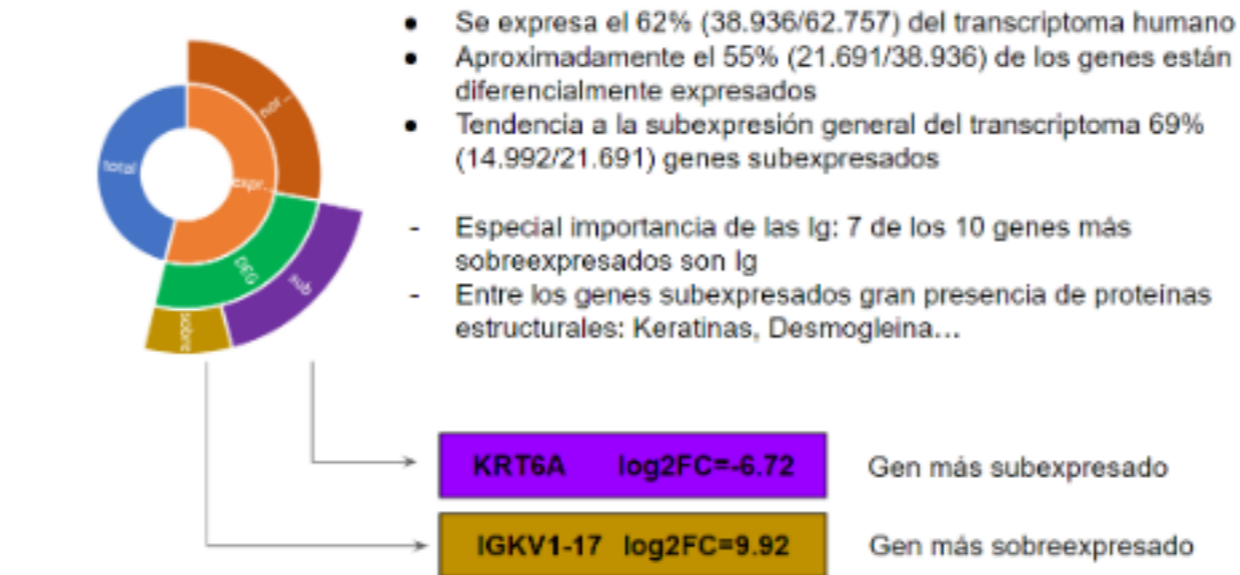 ● Se expresa el 62% (38.936/62.757) del transcriptoma humano
● Aproximadamente el 55% (21.691/38.936) de los genes están
diferencialmente expresados
● Tendencia a la subexpresión general del transcriptoma 69%
(14.992/21.691) genes subexpresados
- Especial importancia de las Ig: 7 de los 10 genes más
sobreexpresados son Ig
- Entre los genes subexpresados gran presencia de proteínas
estructurales: Keratinas, Desmogleina…
nor...
total
expr...
DEG
sub
sobre
KRT6A log2FC=-6.72
Gen más subexpresado
IGKV1-17 log2FC=9.92
Gen más sobreexpresado